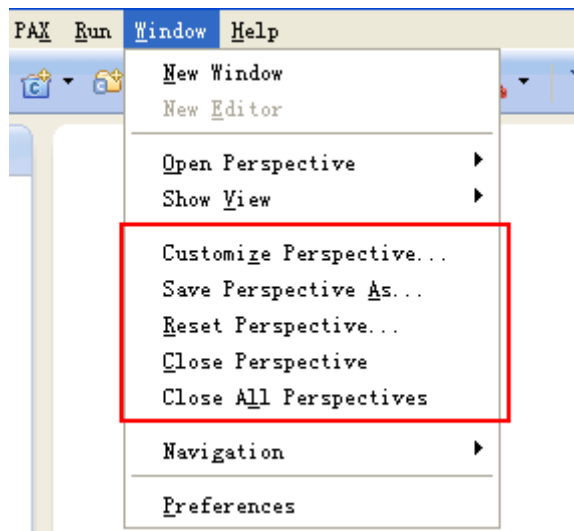 PAX Run Window Help
New Window
New Editor
Open Perspective
Show View
Customize Perspective...
Save Perspective As...
Reset Perspective...
Close Perspective
Close All Perspectives
Navigation
Preferences